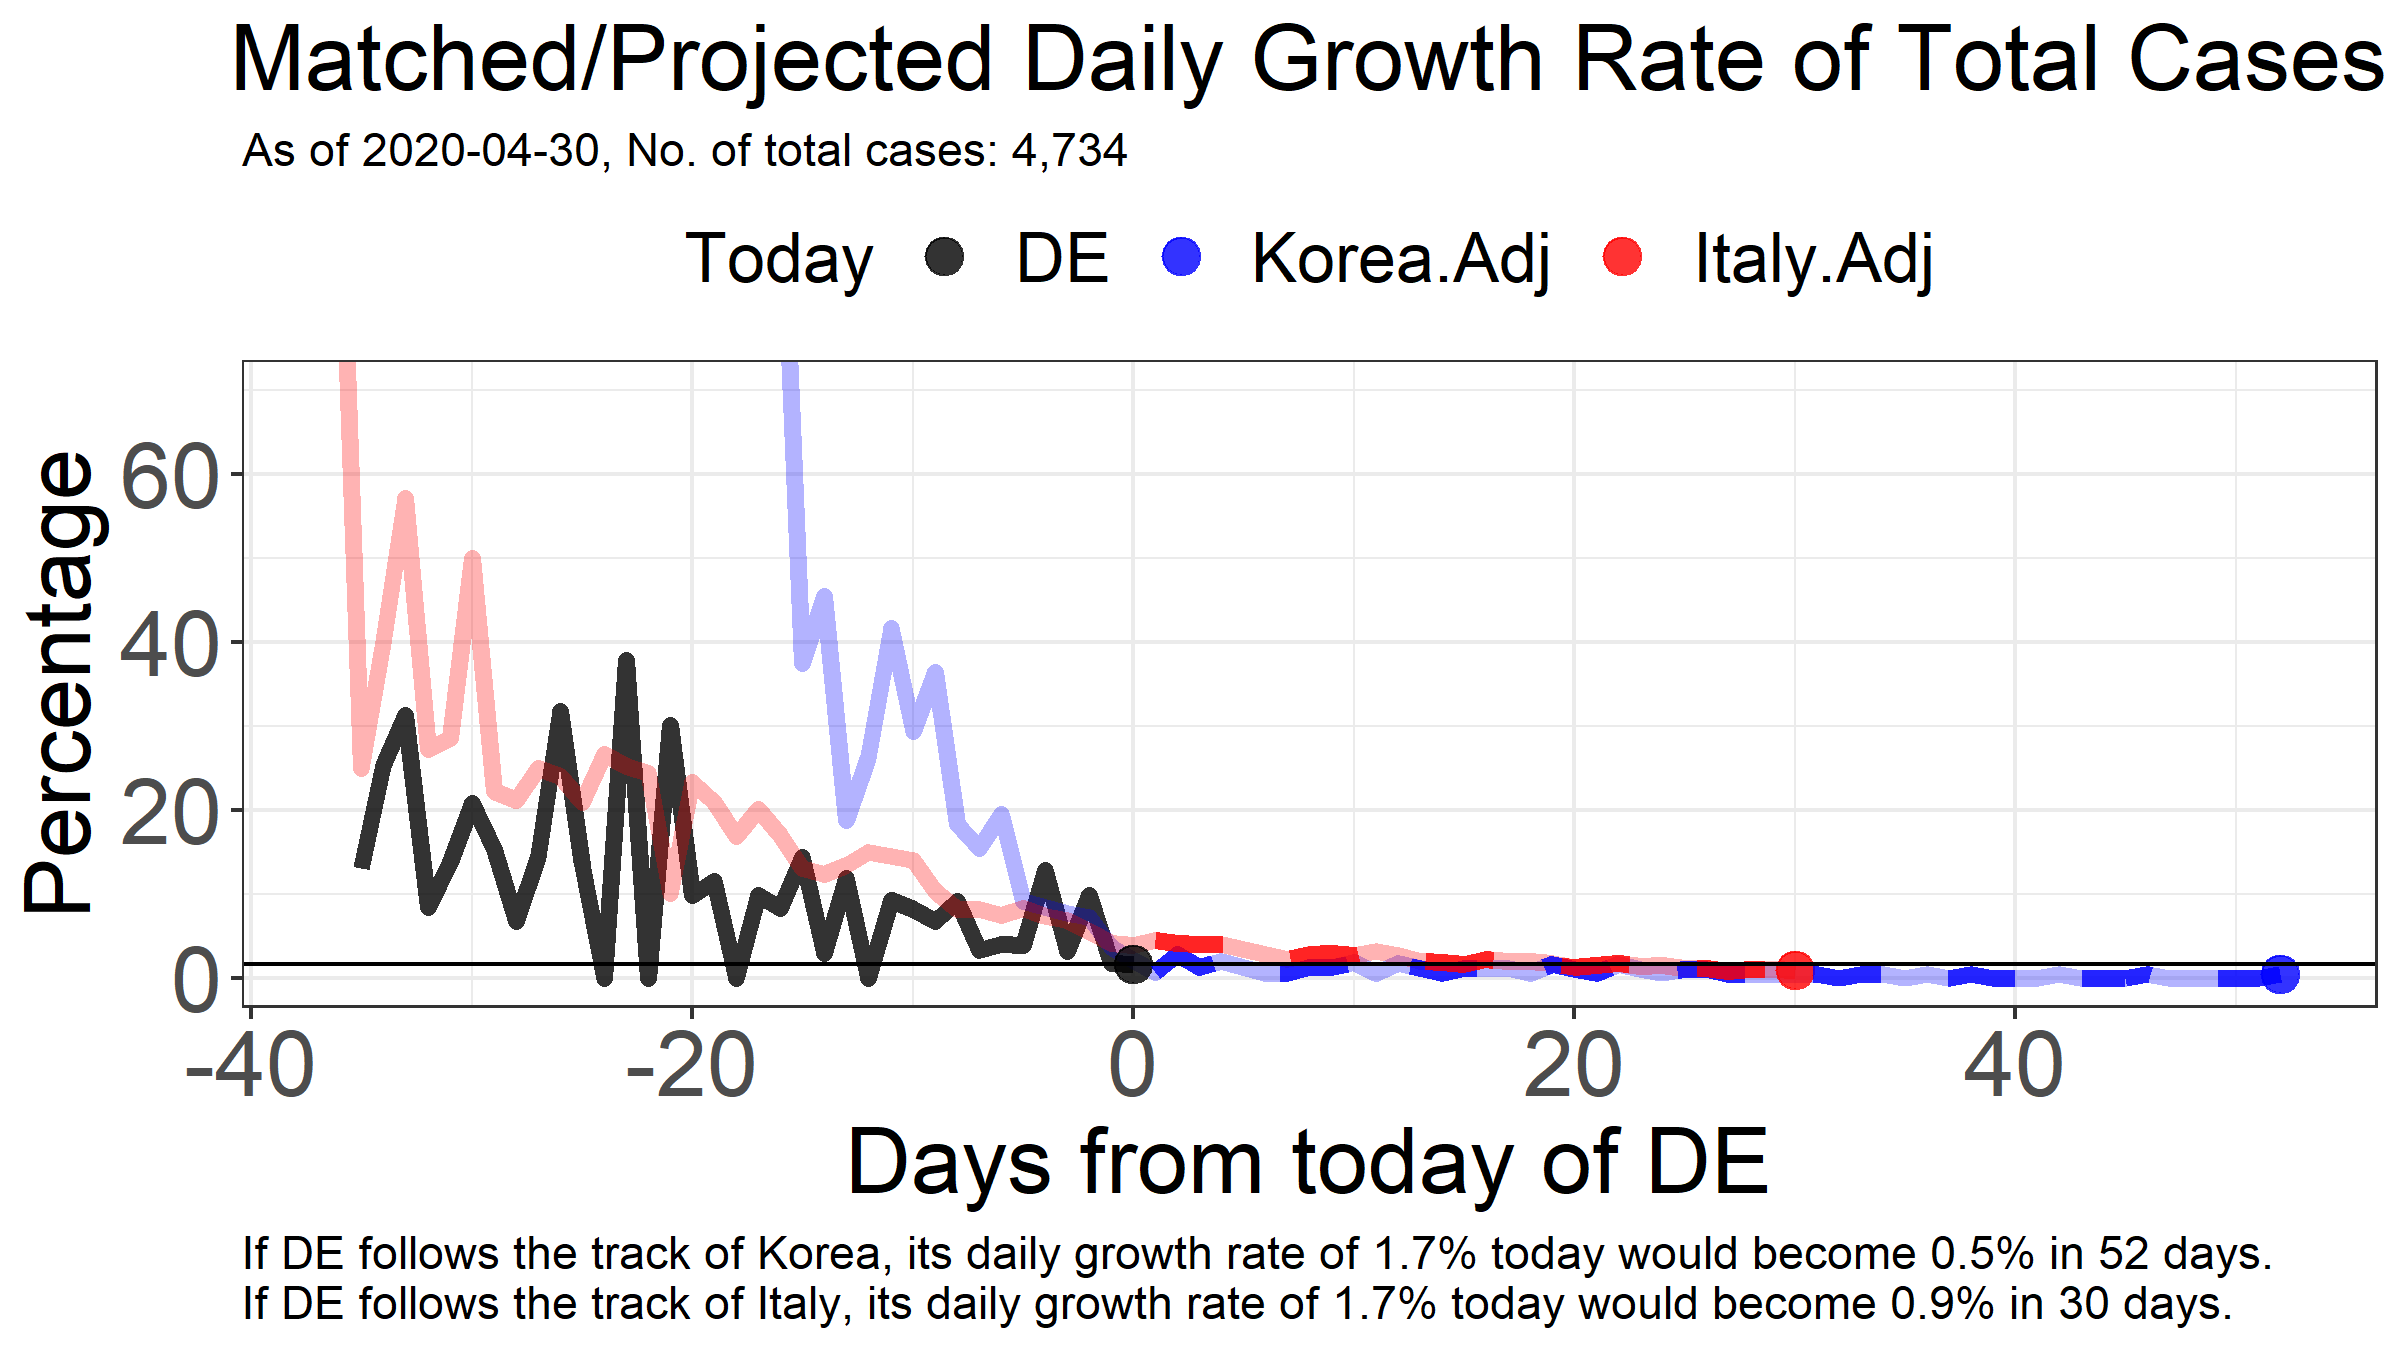 Matched/Projected Daily Growth Rate of Total Cases
As of 2020-04-30, No. of total cases: 4,734
Today DE Korea.Adj Italy.Adj
Percentage
60
40
20
0
-40 -20 0 20 40
Days from today of DE
If DE follows the track of Korea, its daily growth rate of 1.7% today would become 0.5% in 52 days.
If DE follows the track of Italy, its daily growth rate of 1.7% today would become 0.9% in 30 days.